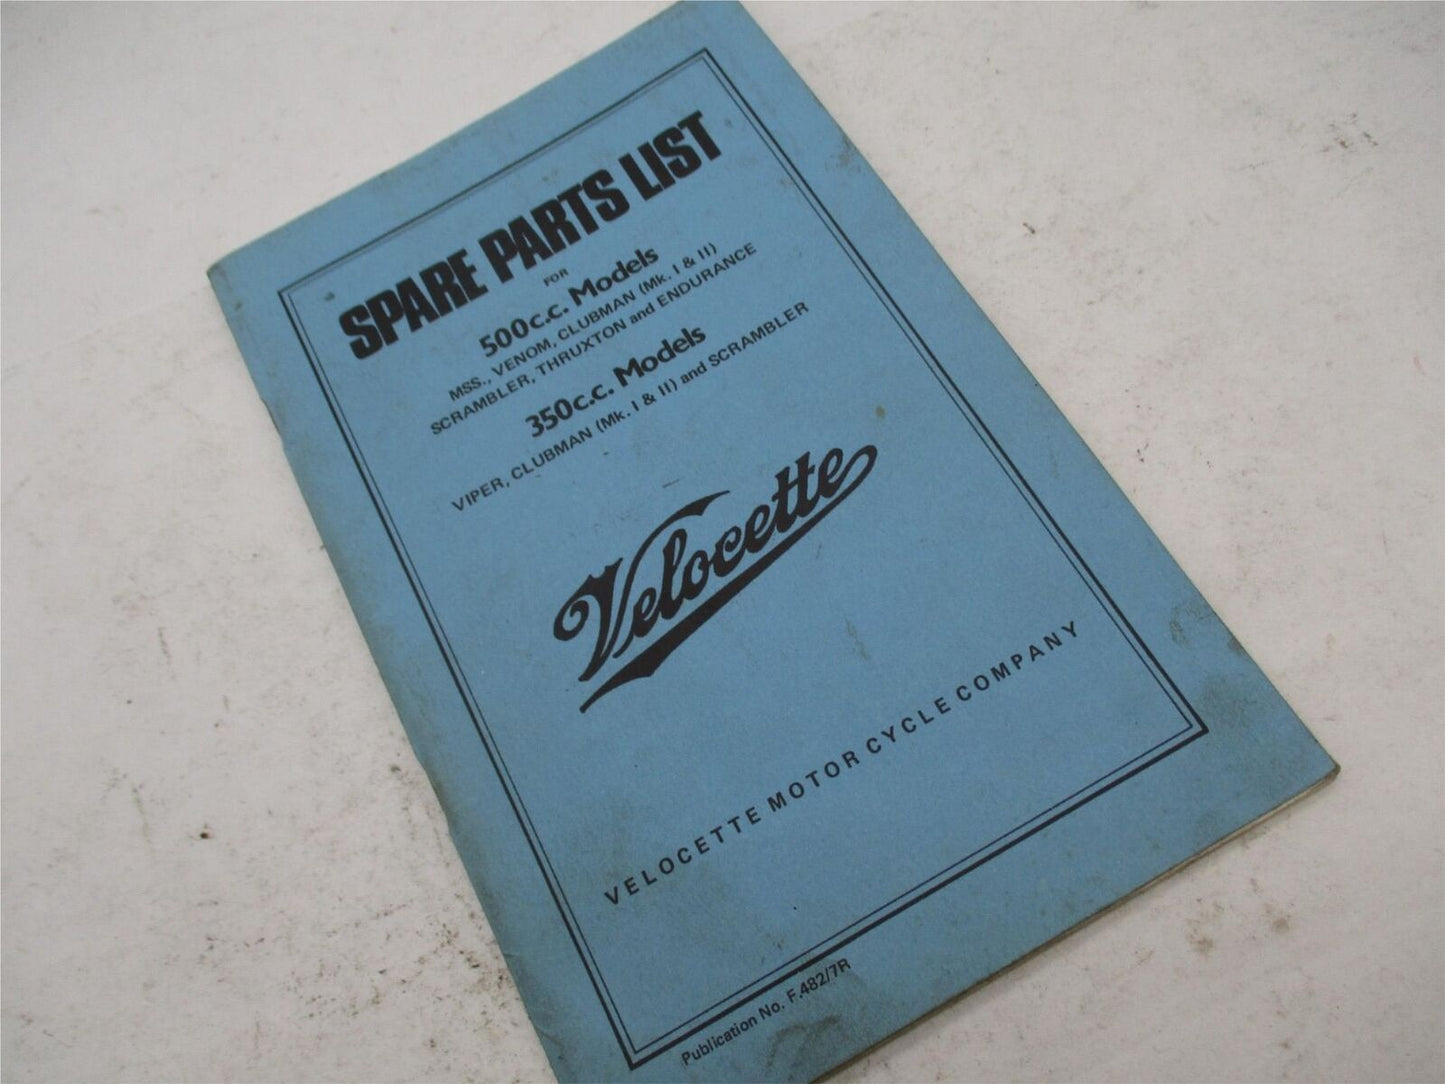 SPARE PARTS LIST
FOR
500c.c. Models
MSS., VENOM, CLUBMAN (Mk. I & II)
SCRAMBLER, THRUXTON and ENDURANCE
350c.c. Models
VIPER, CLUBMAN (Mk. I & II) and SCRAMBLER
Velocette
VELOCETTE MOTOR CYCLE COMPANY
Publication No. F.482/7R